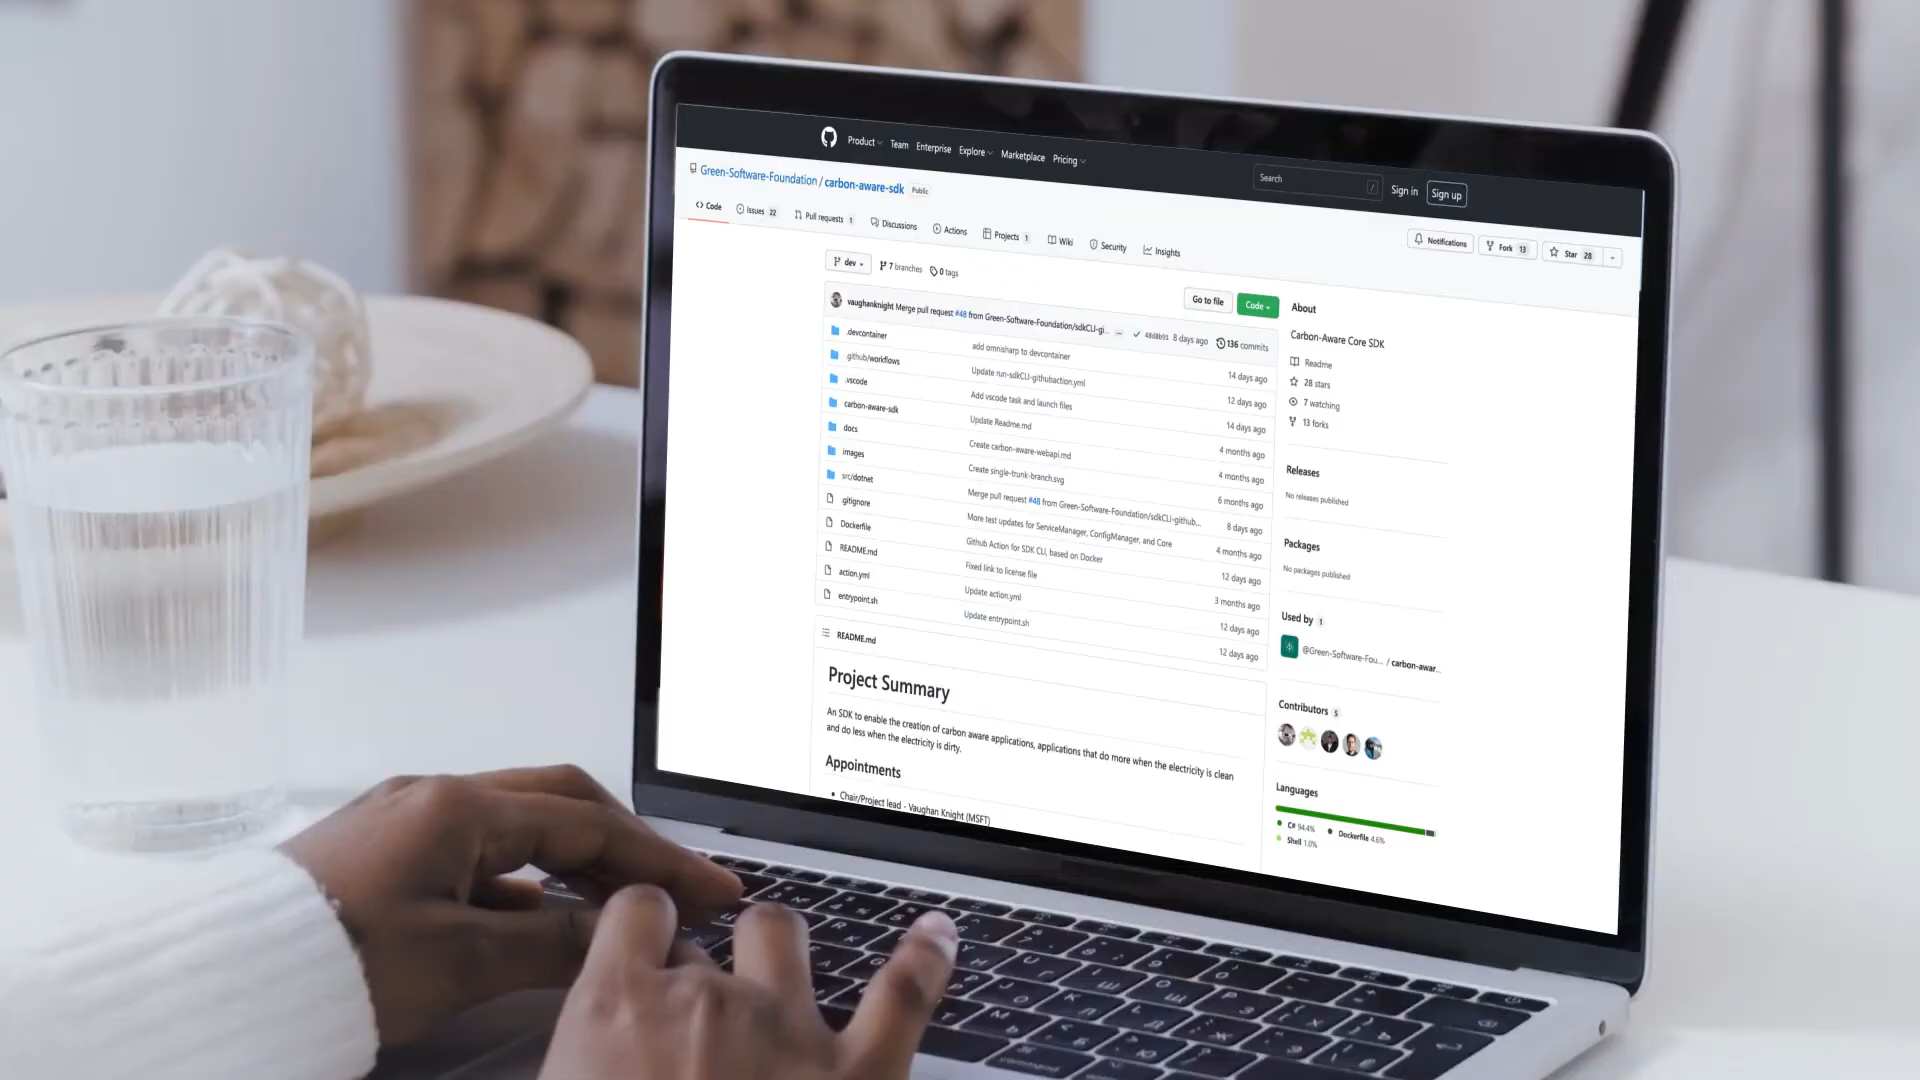 Product Team Enterprise Explore Marketplace Pricing
Search / Sign in Sign up
Green-Software-Foundation / carbon-aware-sdk Public
Notifications Fork 13 Star 28
Code Issues 22 Pull requests 1 Discussions Actions Projects 1 Wiki Security Insights
dev 7 branches 0 tags
Go to file Code
vaughanknight Merge pull request #48 from Green-Software-Foundation/sdkCLI-gi... ... 8 days ago 136 commits
.devcontainer add omnisharp to devcontainer 14 days ago
.github/workflows Update run-sdkCLI-githubaction.yml 12 days ago
.vscode Add vscode task and launch files 14 days ago
carbon-aware-sdk Update Readme.md 4 months ago
docs Create carbon-aware-webapi.md 4 months ago
images Create single-trunk-branch.svg 6 months ago
src/dotnet Merge pull request #48 from Green-Software-Foundation/sdkCLI-github... 8 days ago
.gitignore More test updates for ServiceManager, ConfigManager, and Core 4 months ago
Dockerfile Github Action for SDK CLI, based on Docker 12 days ago
README.md Fixed link to license file 3 months ago
action.yml Update action.yml 12 days ago
entrypoint.sh Update entrypoint.sh 12 days ago
README.md
Project Summary
An SDK to enable the creation of carbon aware applications, applications that do more when the electricity is clean
and do less when the electricity is dirty.
Appointments
• Chair/Project lead - Vaughan Knight (MSFT)
About
Carbon-Aware Core SDK
Readme
28 stars
7 watching
13 forks
Releases
No releases published
Packages
No packages published
Used by 1
@Green-Software-Fou... / carbon-awar...
Contributors 5
Languages
C# 94.4% Dockerfile 4.6%
Shell 1.0%